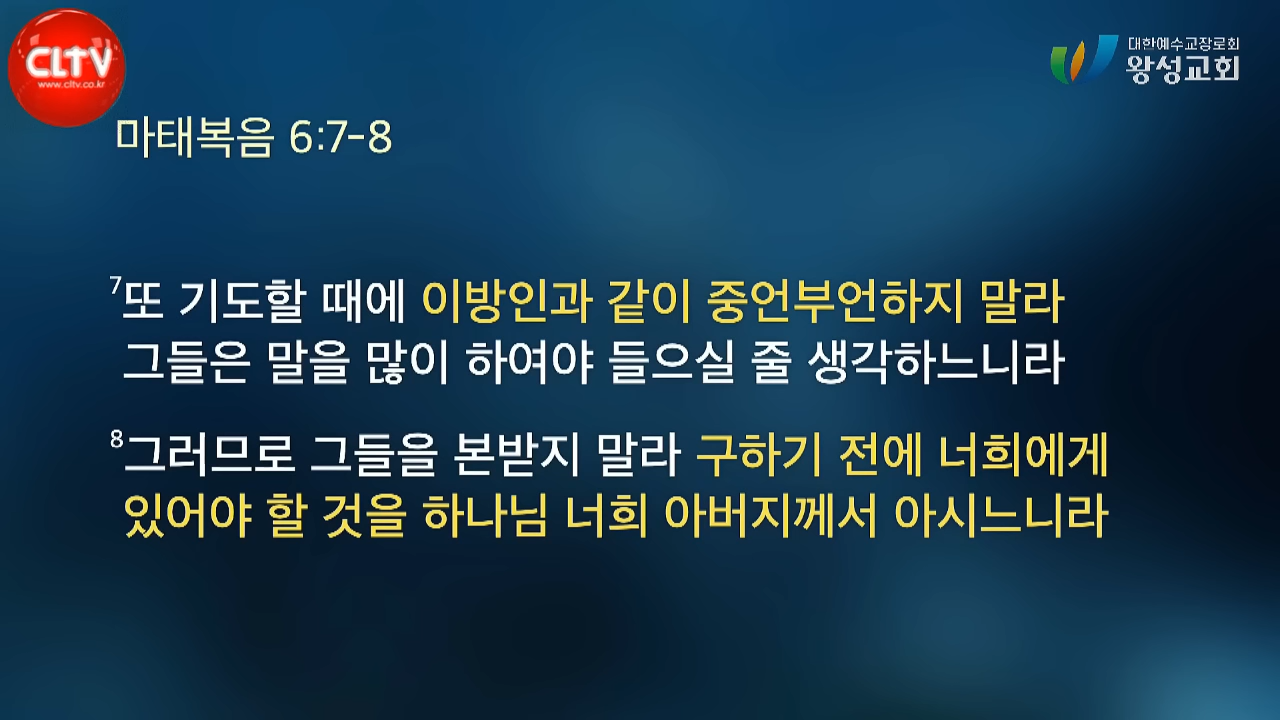 CLTV
www.cltv.co.kr
대한예수교장로회
왕성교회
마태복음 6:7-8
7또 기도할 때에 이방인과 같이 중언부언하지 말라
그들은 말을 많이 하여야 들으실 줄 생각하느니라
8그러므로 그들을 본받지 말라 구하기 전에 너희에게
있어야 할 것을 하나님 너희 아버지께서 아시느니라